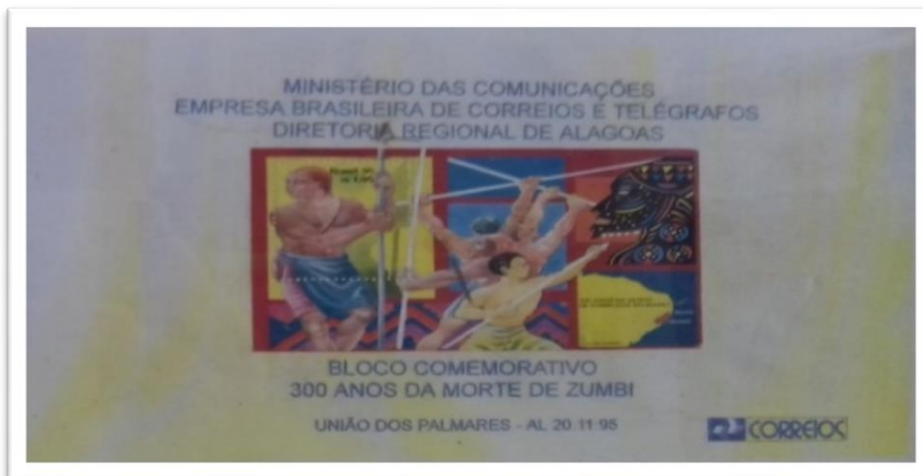 MINISTÉRIO DAS COMUNICAÇÕES
EMPRESA BRASILEIRA DE CORREIOS E TELÉGRAFOS
DIRETORIA REGIONAL DE ALAGOAS
BLOCO COMEMORATIVO
300 ANOS DA MORTE DE ZUMBI
UNIÃO DOS PALMARES - AL 20.11.95
CORREIOS